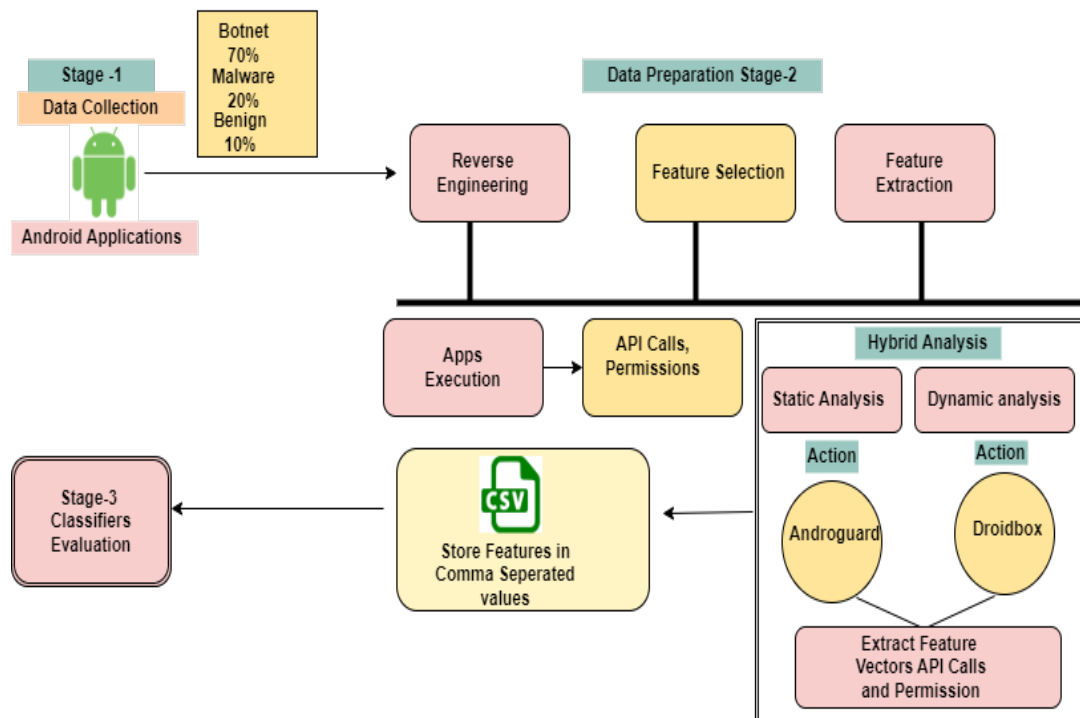 Stage -1
Data Collection
Android Applications
Botnet
70%
Malware
20%
Benign
10%
Data Preparation Stage-2
Reverse
Engineering
Feature Selection
Feature
Extraction
Apps
Execution
API Calls,
Permissions
Hybrid Analysis
Static Analysis
Dynamic analysis
Action
Action
Androguard
Droidbox
Extract Feature
Vectors API Calls
and Permission
CSV
Store Features in
Comma Seperated
values
Stage-3
Classifiers
Evaluation